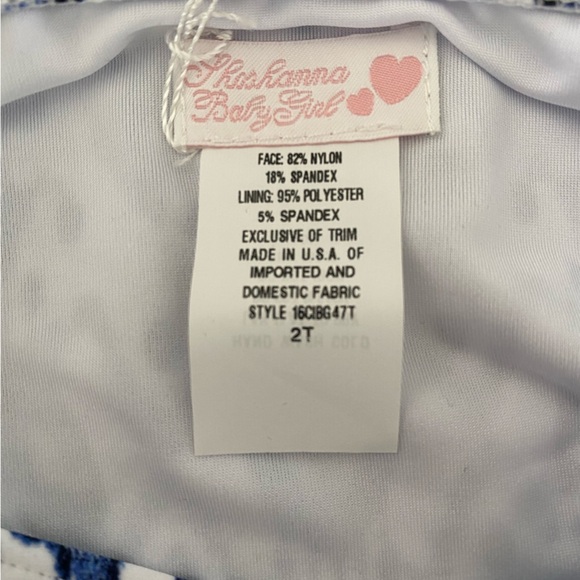 Shoshanna
Baby Girl
FACE: 82% NYLON
18% SPANDEX
LINING: 95% POLYESTER
5% SPANDEX
EXCLUSIVE OF TRIM
MADE IN U.S.A. OF
IMPORTED AND
DOMESTIC FABRIC
STYLE 16CIBG47T
2T